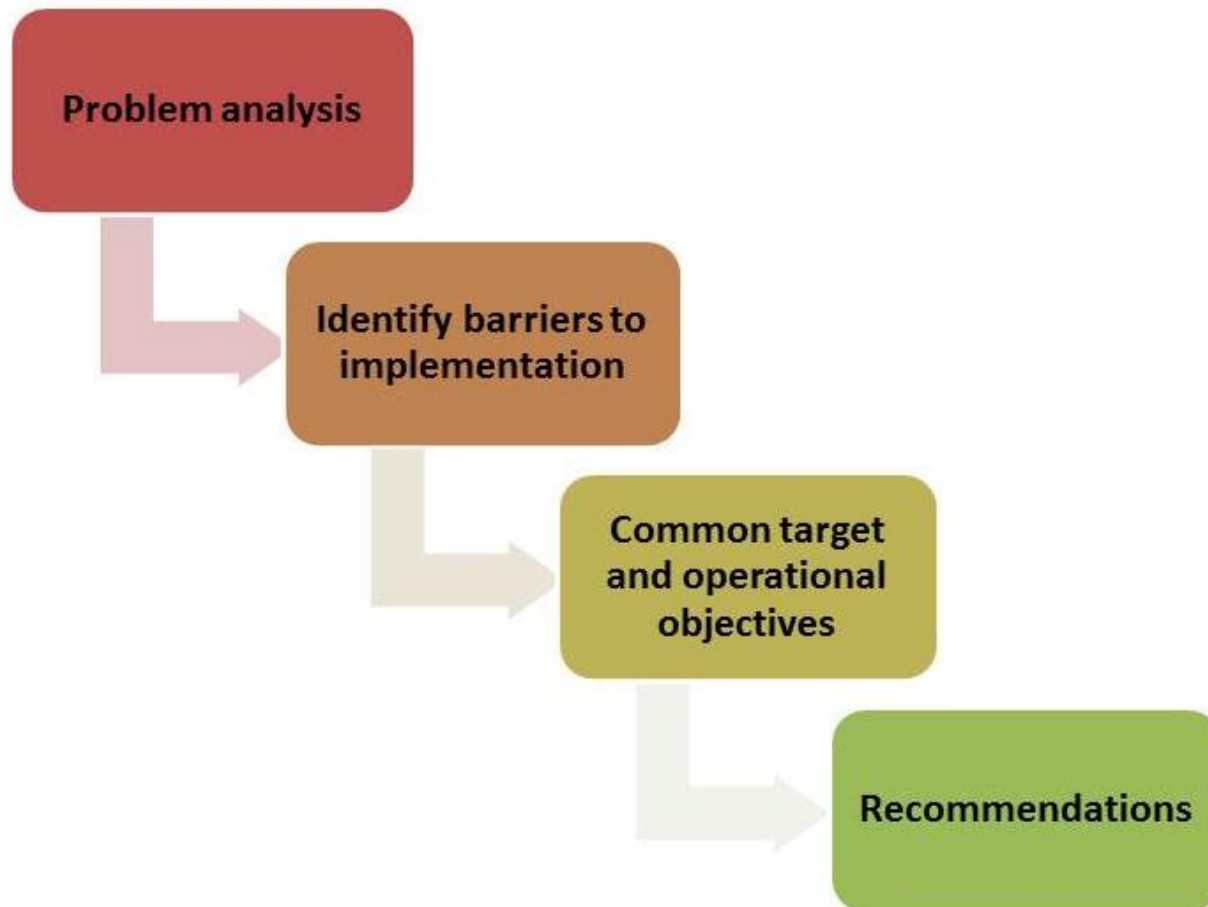 Problem analysis
Identify barriers to
implementation
Common target
and operational
objectives
Recommendations